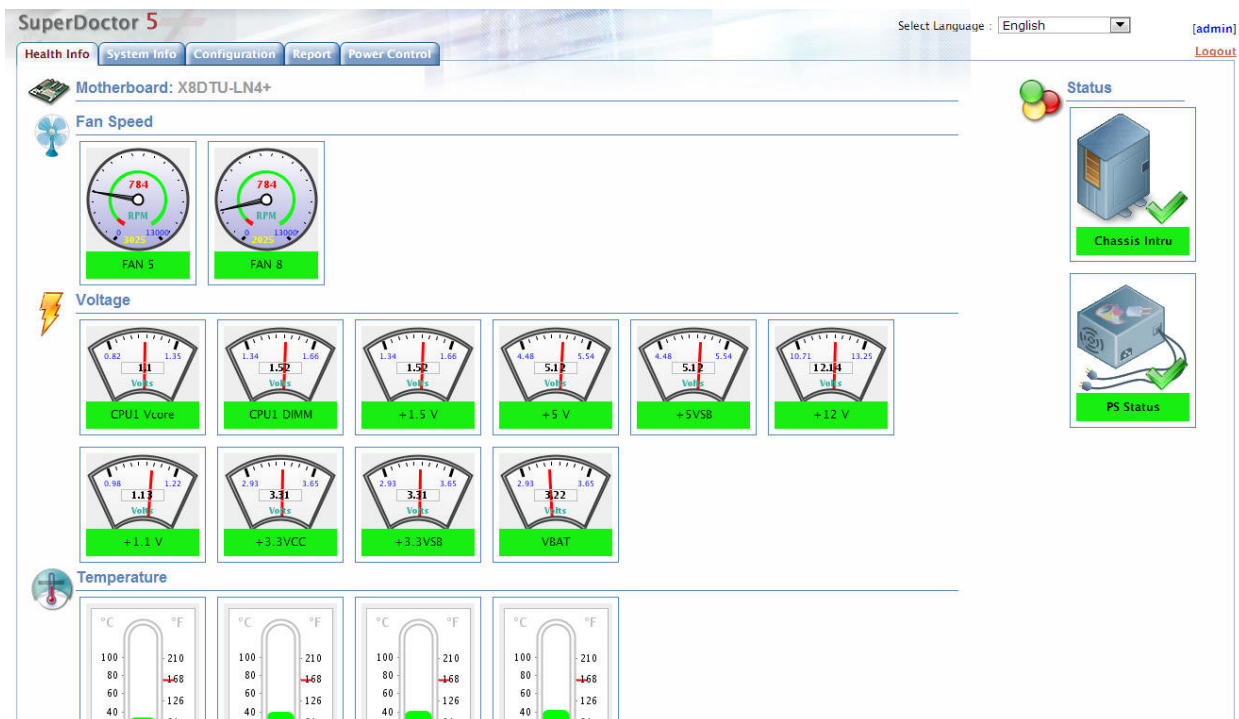 SuperDoctor 5
Select Language : English
[admin]
Health Info System Info Configuration Report Power Control
Logout
Motherboard: X8DTU-LN4+
Status
Fan Speed
784 784
RPM RPM
0 13000 0 13000
3025 2025
FAN 5 FAN 8
Chassis Intru
Voltage
0.82 1.35 1.34 1.66 1.34 1.66 4.48 5.54 4.48 5.54 10.71 13.25
1.1 1.52 1.52 5.12 5.12 12.14
Volts Volts Volts Volts Volts Volts
CPU1 Vcore CPU1 DIMM +1.5 V +5 V +5VSB +12 V
PS Status
0.98 1.22 2.93 3.65 2.93 3.65 2.93 3.65
1.13 3.31 3.31 3.22
Volts Volts Volts Volts
+1.1 V +3.3VCC +3.3VSB VBAT
Temperature
°C °F °C °F °C °F °C °F
100 210 100 210 100 210 100 210
80 168 80 168 80 168 80 168
60 126 60 126 60 126 60 126
40 40 40 40